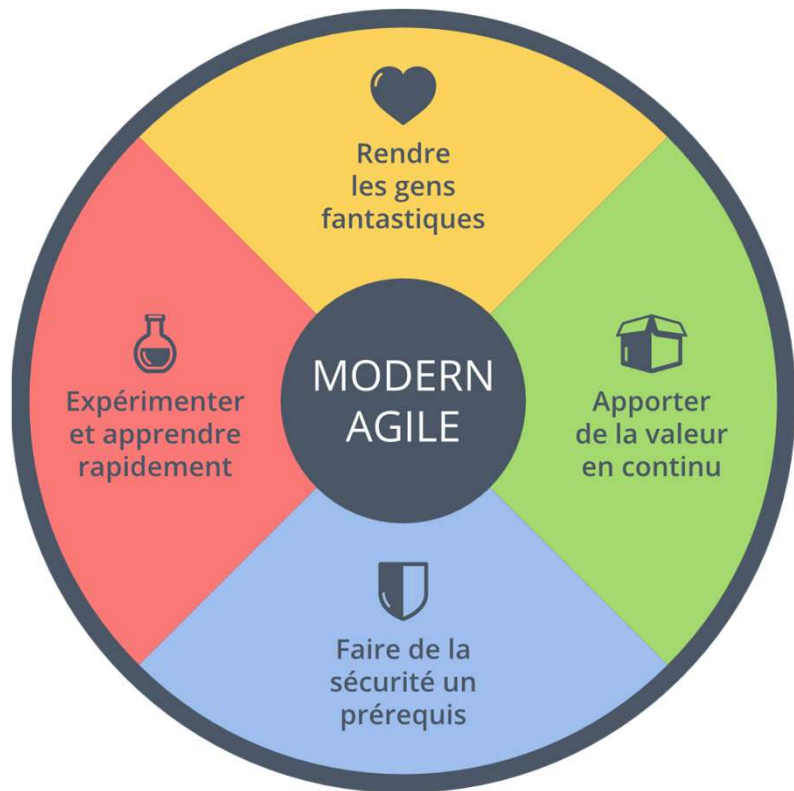 Rendre
les gens
fantastiques
Expérimenter
et apprendre
rapidement
MODERN
AGILE
Apporter
de la valeur
en continu
Faire de la
sécurité un
prérequis